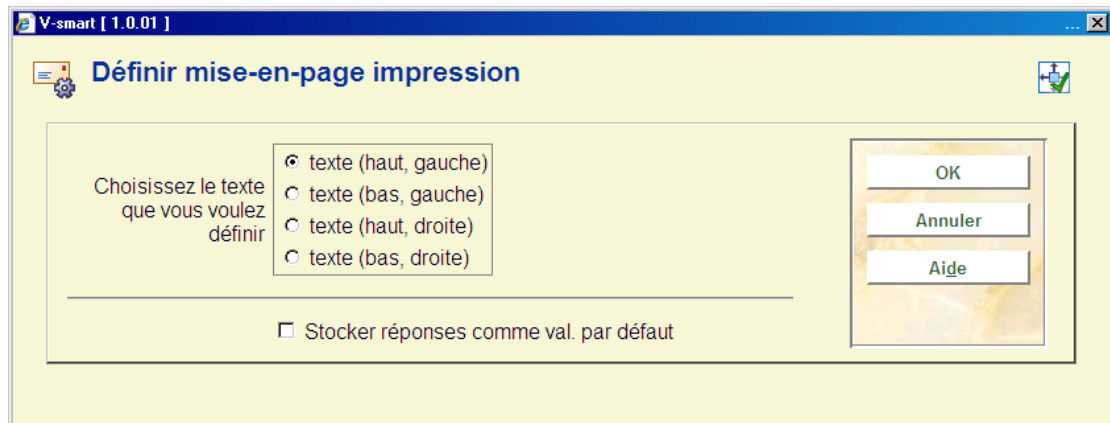 V-smart [ 1.0.01 ] ...
Définir mise-en-page impression
Choisissez le texte
que vous voulez
définir
texte (haut, gauche)
texte (bas, gauche)
texte (haut, droite)
texte (bas, droite)
Stocker réponses comme val. par défaut
OK
Annuler
Aide